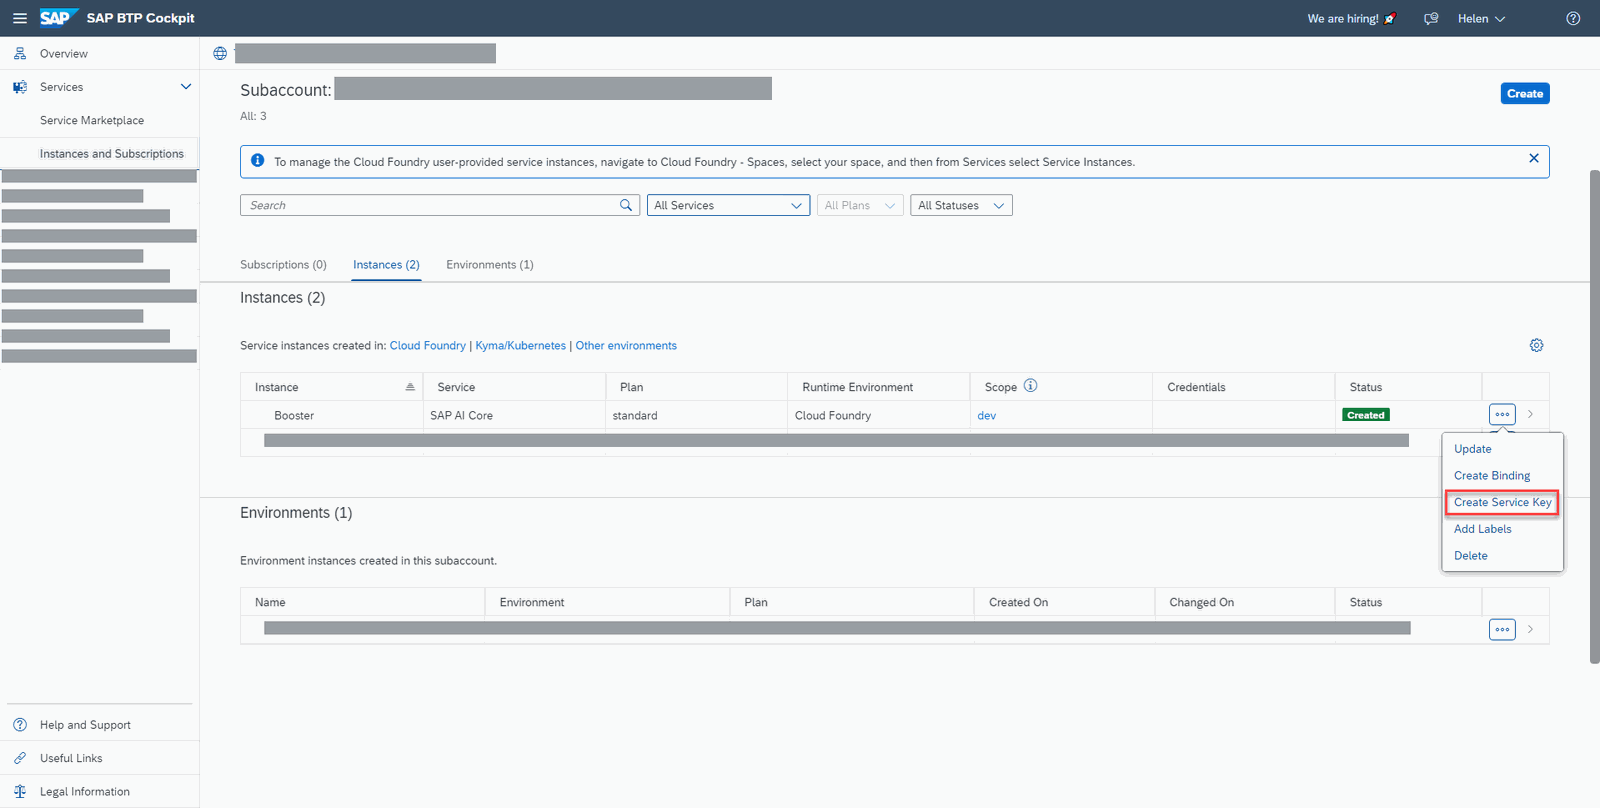 SAP SAP BTP Cockpit We are hiring! 🚀 Helen
Overview
Services
Service Marketplace
Instances and Subscriptions
Subaccount:
Create
All: 3
To manage the Cloud Foundry user-provided service instances, navigate to Cloud Foundry - Spaces, select your space, and then from Services select Service Instances.
Search All Services All Plans All Statuses
Subscriptions (0) Instances (2) Environments (1)
Instances (2)
Service instances created in: Cloud Foundry | Kyma/Kubernetes | Other environments
Instance Service Plan Runtime Environment Scope Credentials Status
Booster SAP AI Core standard Cloud Foundry dev Created
Update
Create Binding
Create Service Key
Add Labels
Delete
Environments (1)
Environment instances created in this subaccount.
Name Environment Plan Created On Changed On Status
Help and Support
Useful Links
Legal Information